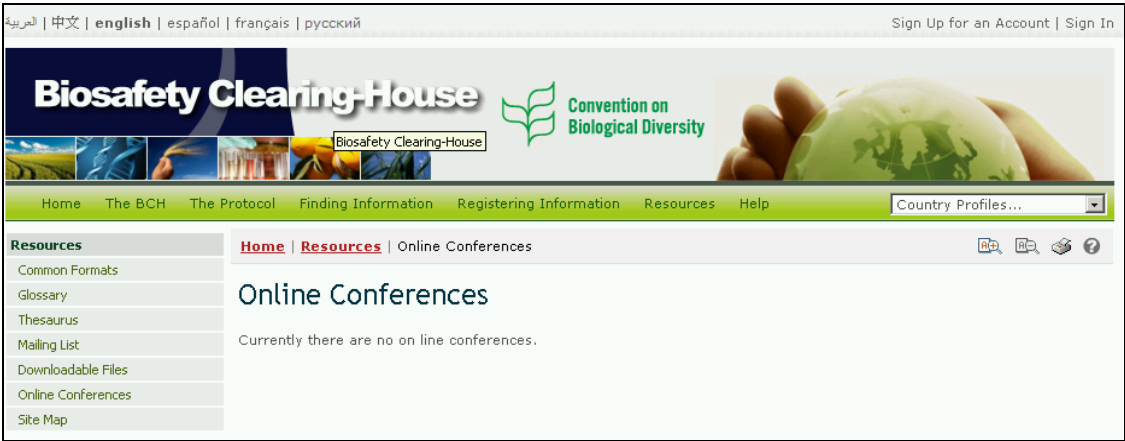 العربية | 中文 | english | español | français | русский
Sign Up for an Account | Sign In
Biosafety Clearing-House
Convention on
Biological Diversity
Biosafety Clearing-House
Home The BCH The Protocol Finding Information Registering Information Resources Help
Country Profiles...
Resources
Common Formats
Glossary
Thesaurus
Mailing List
Downloadable Files
Online Conferences
Site Map
Home | Resources | Online Conferences
Online Conferences
Currently there are no on line conferences.